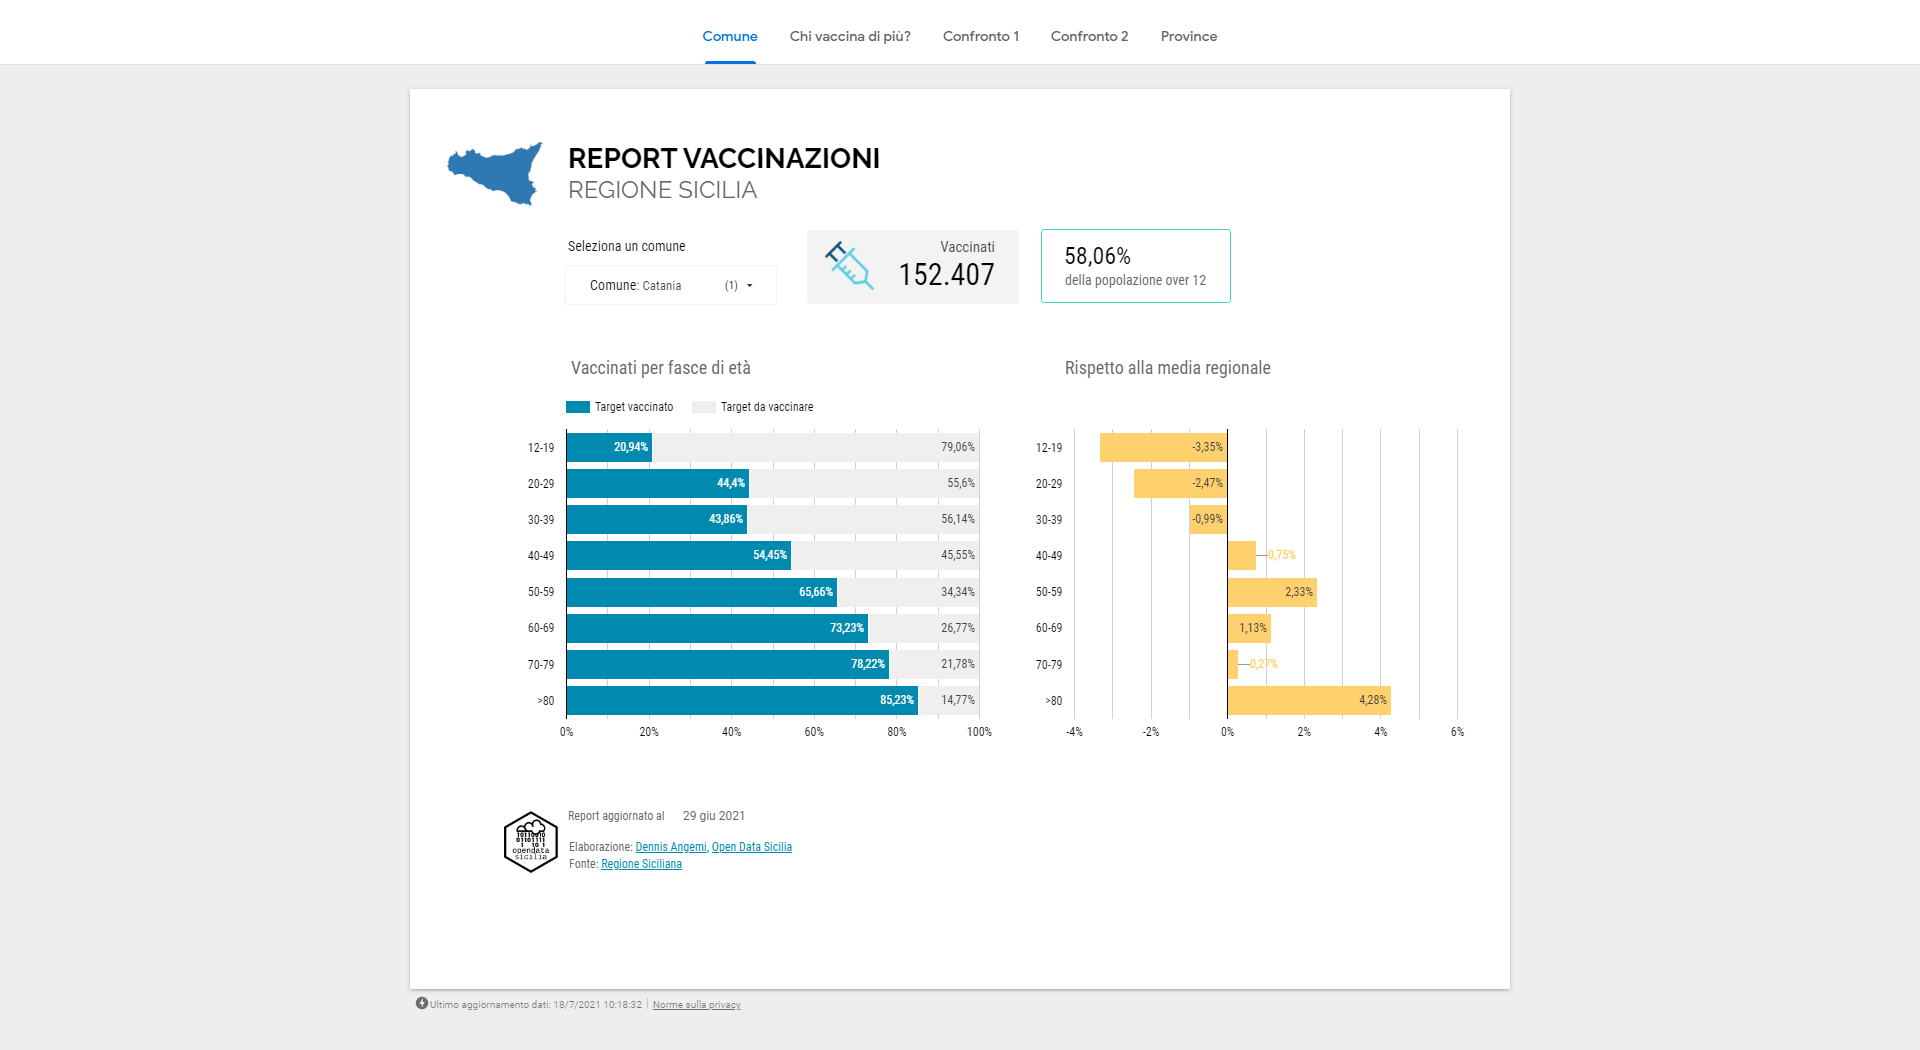 Comune Chi vaccina di più? Confronto 1 Confronto 2 Province
REPORT VACCINAZIONI
REGIONE SICILIA
Seleziona un comune
Comune: Catania (1)
Vaccinati
152.407
58,06%
della popolazione over 12
Vaccinati per fasce di età
Target vaccinato Target da vaccinare
12-19 20,94% 79,06%
20-29 44,4% 55,6%
30-39 43,86% 56,14%
40-49 54,45% 45,55%
50-59 65,66% 34,34%
60-69 73,23% 26,77%
70-79 78,22% 21,78%
>80 85,23% 14,77%
0% 20% 40% 60% 80% 100%
Rispetto alla media regionale
12-19 -3,35%
20-29 -2,47%
30-39 -0,99%
40-49 0,75%
50-59 2,33%
60-69 1,13%
70-79 0,27%
>80 4,28%
-4% -2% 0% 2% 4% 6%
10110010
01101111
1 10 1
opendata
sicilia
Report aggiornato al 29 giu 2021
Elaborazione: Dennis Angemi, Open Data Sicilia
Fonte: Regione Siciliana
Ultimo aggiornamento dati: 18/7/2021 10:18:32 Norme sulla privacy